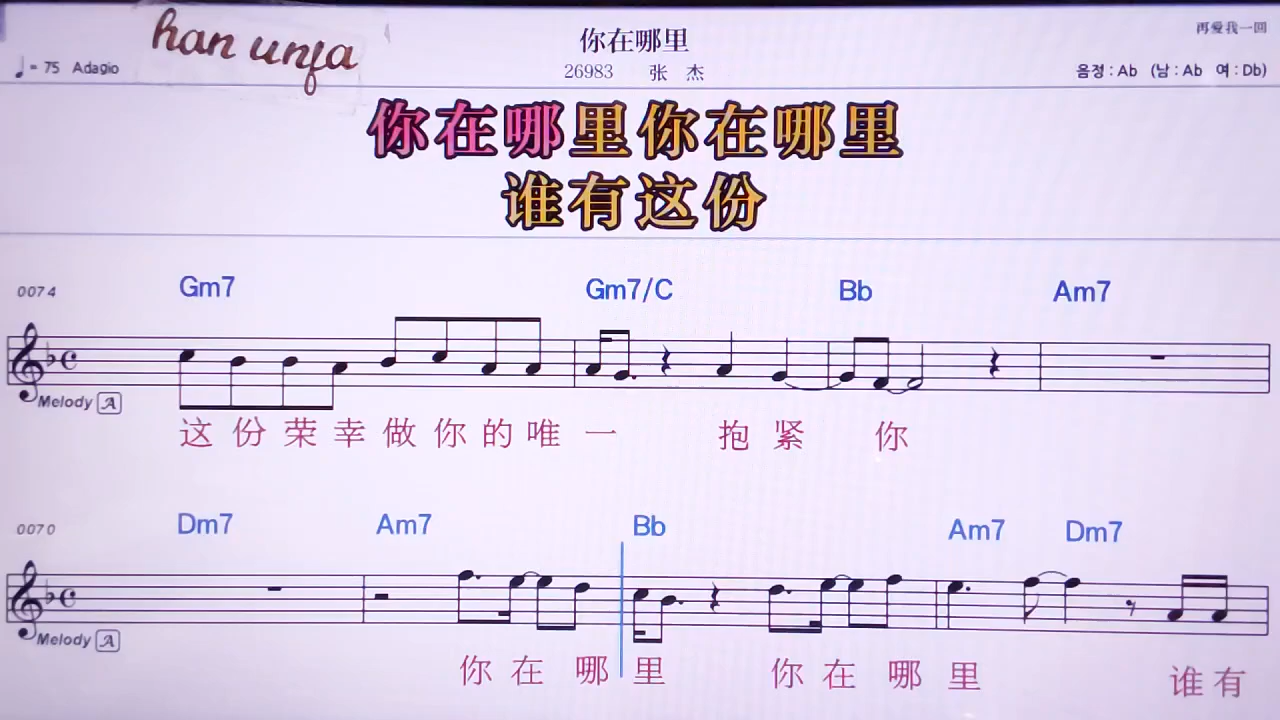 han unfa
你在哪里
再爱我一回
♩= 75 Adagio
26983 张 杰
음정 : Ab (남 : Ab 여 : Db)
你在哪里你在哪里
谁有这份
0074 Gm7 Gm7/C Bb Am7
Melody A
这 份 荣 幸 做 你 的 唯 一 抱 紧 你
0070 Dm7 Am7 Bb Am7 Dm7
Melody A
你 在 哪 里 你 在 哪 里 谁 有